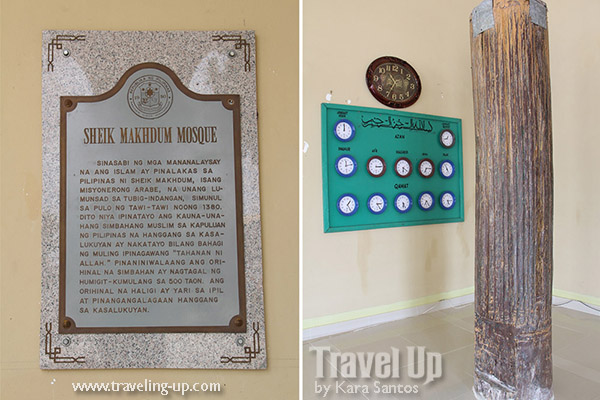 SHEIK MAKHDUM MOSQUE
SINASABI NG MGA MANANALAYSAY
NA ANG ISLAM AY PINALAKAS SA
PILIPINAS NI SHEIK MAKHDUM, ISANG
MISYONERONG ARABE, NA UNANG LU-
MUNSAD SA TUBIG-INDANGAN, SIMUNUL
SA PULO NG TAWI-TAWI NOONG 1380.
DITO NIYA IPINATAYO ANG KAUNA-UNA-
HANG SIMBAHANG MUSLIM SA KAPULUAN
NG PILIPINAS NA HANGGANG SA KASA-
LUKUYAN AY NAKATAYO BILANG BAHAGI
NG MULING IPINAGAWANG "TAHANAN NI
ALLAH." PINANINIWALAANG ANG ORI-
HINAL NA SIMBAHAN AY NAGTAGAL NG
HUMIGIT-KUMULANG SA 500 TAON. ANG
ORIHINAL NA HALIGI AY YARI SA IPIL
AT PINANGANGALAGAAN HANGGANG
SA KASALUKUYAN.
www.traveling-up.com
AZAN
QAMAT
Travel Up
by Kara Santos